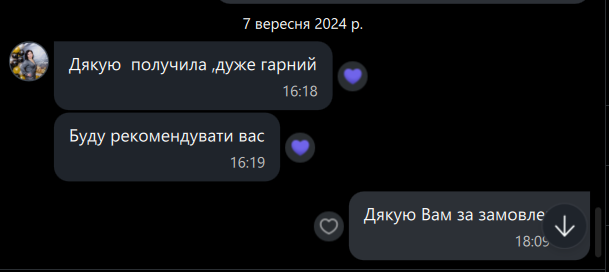 7 вересня 2024 р.
Дякую получила ,дуже гарний
16:18
Буду рекомендувати вас
16:19
Дякую Вам за
18:09